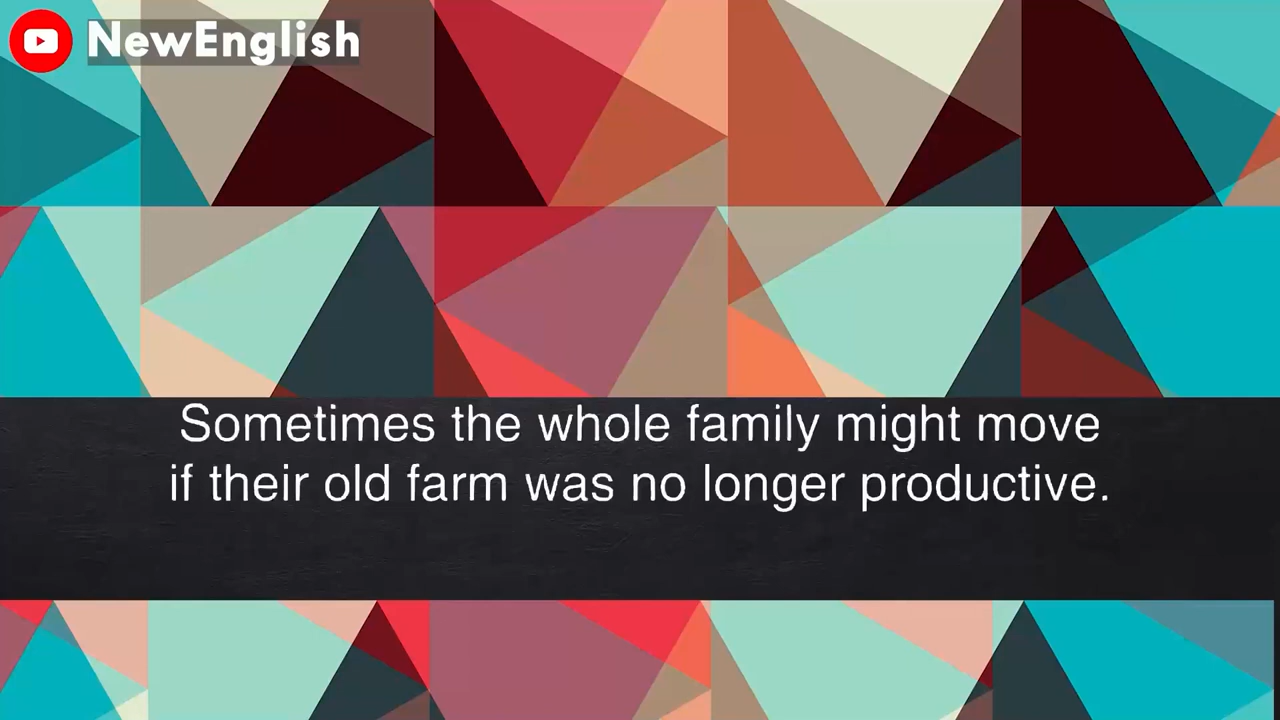 NewEnglish
Sometimes the whole family might move
if their old farm was no longer productive.